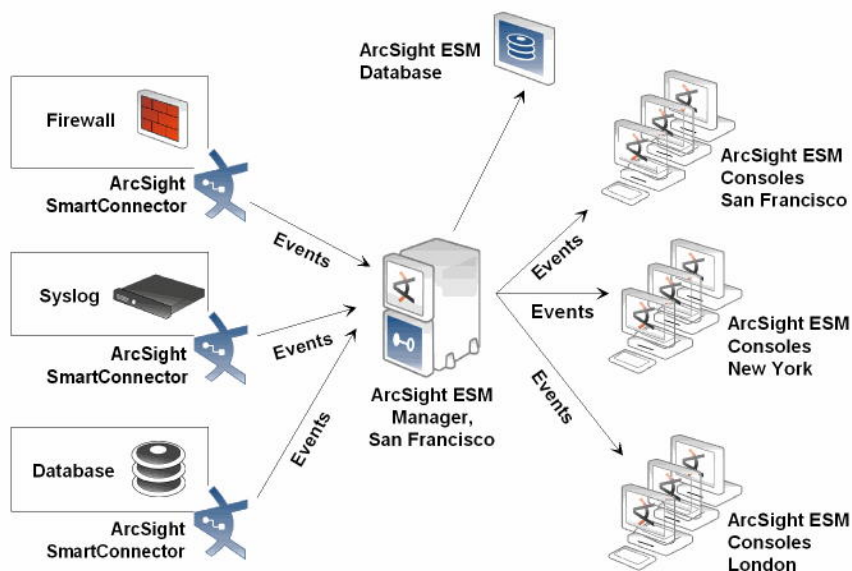 ArcSight ESM
Database
Firewall
ArcSight
SmartConnector
Events
Syslog
ArcSight
SmartConnector
Events
Database
ArcSight
SmartConnector
Events
ArcSight ESM
Manager,
San Francisco
Events
ArcSight ESM
Consoles
San Francisco
Events
ArcSight ESM
Consoles
New York
Events
ArcSight ESM
Consoles
London